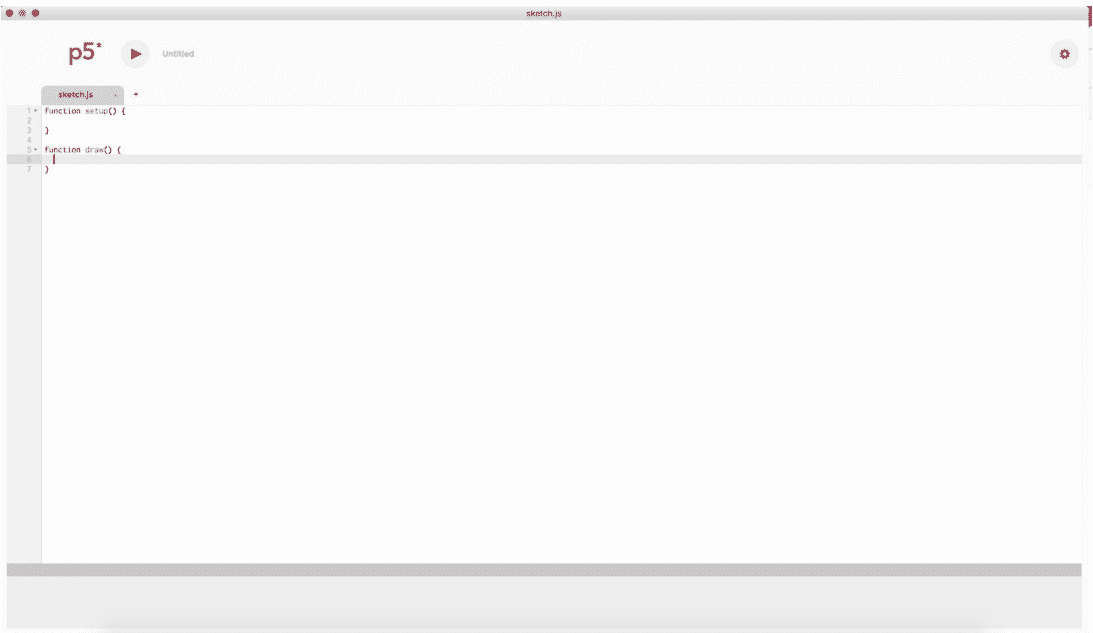 sketch.js
p5*
Untitled
sketch.js
+
1 function setup() {
2
3 }
4
5 function draw() {
6
7 }